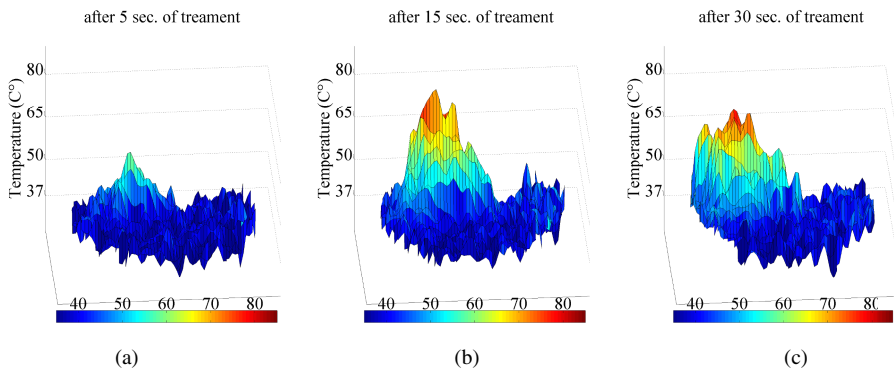 after 5 sec. of treament
after 15 sec. of treament
after 30 sec. of treament
Temperature (C°)
80
65
50
37
40 50 60 70 80
(a)
Temperature (C°)
80
65
50
37
40 50 60 70 80
(b)
Temperature (C°)
80
65
50
37
40 50 60 70 80
(c)